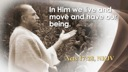 In Him we live and
move and have our
being.